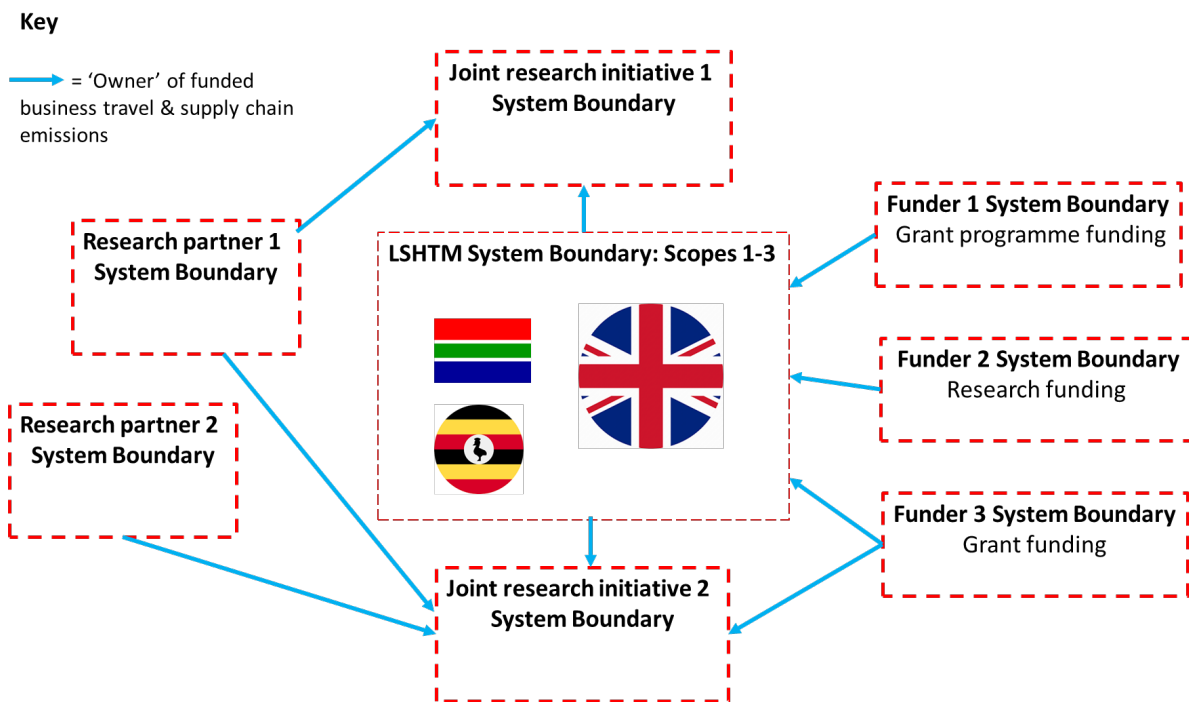 Key
= ‘Owner’ of funded
business travel & supply chain
emissions
Joint research initiative 1
System Boundary
Research partner 1
System Boundary
LSHTM System Boundary: Scopes 1-3
Funder 1 System Boundary
Grant programme funding
Funder 2 System Boundary
Research funding
Research partner 2
System Boundary
Funder 3 System Boundary
Grant funding
Joint research initiative 2
System Boundary